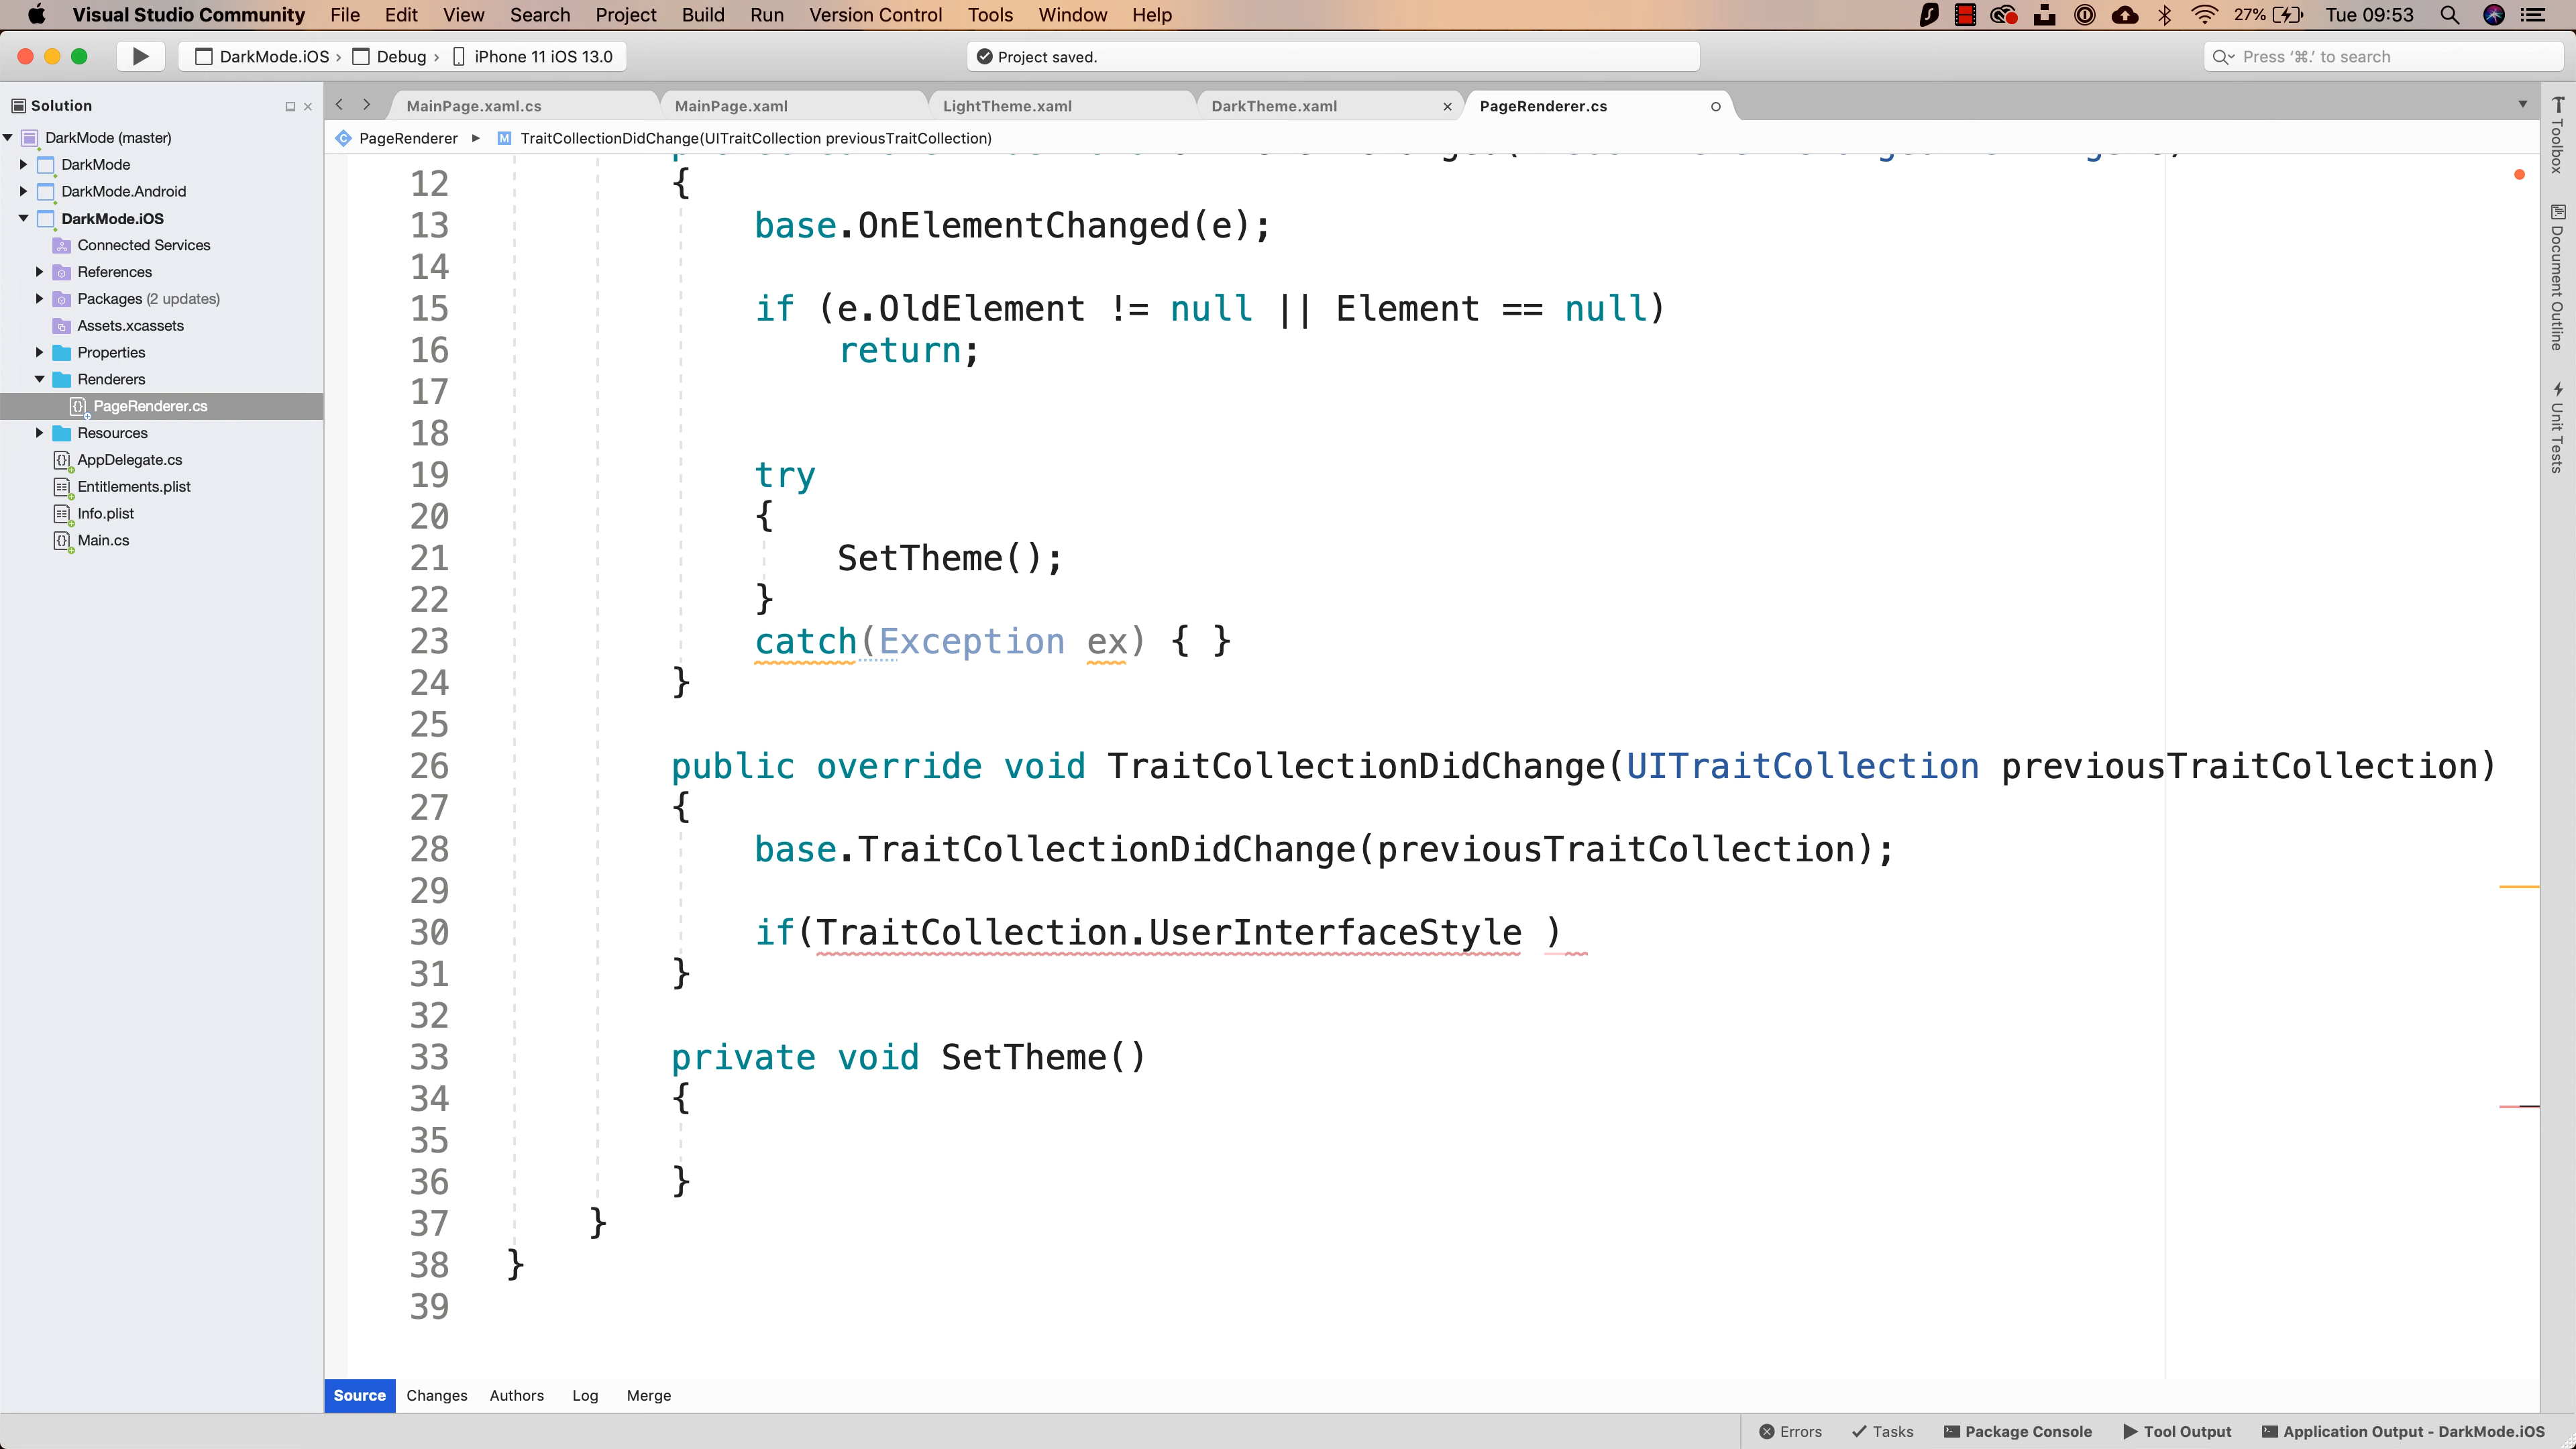 Visual Studio Community File Edit View Search Project Build Run Version Control Tools Window Help 27% Tue 09:53
DarkMode.iOS › Debug › iPhone 11 iOS 13.0 Project saved. Press ‘⌘.’ to search
Solution
MainPage.xaml.cs MainPage.xaml LightTheme.xaml DarkTheme.xaml PageRenderer.cs
PageRenderer TraitCollectionDidChange(UITraitCollection previousTraitCollection)
DarkMode (master)
DarkMode
DarkMode.Android
DarkMode.iOS
Connected Services
References
Packages (2 updates)
Assets.xcassets
Properties
Renderers
PageRenderer.cs
Resources
AppDelegate.cs
Entitlements.plist
Info.plist
Main.cs
12 {
13 base.OnElementChanged(e);
14
15 if (e.OldElement != null || Element == null)
16 return;
17
18
19 try
20 {
21 SetTheme();
22 }
23 catch(Exception ex) { }
24 }
25
26 public override void TraitCollectionDidChange(UITraitCollection previousTraitCollection)
27 {
28 base.TraitCollectionDidChange(previousTraitCollection);
29
30 if(TraitCollection.UserInterfaceStyle )
31 }
32
33 private void SetTheme()
34 {
35
36 }
37 }
38 }
39
Toolbox
Document Outline
Unit Tests
Source Changes Authors Log Merge
Errors Tasks Package Console Tool Output Application Output - DarkMode.iOS